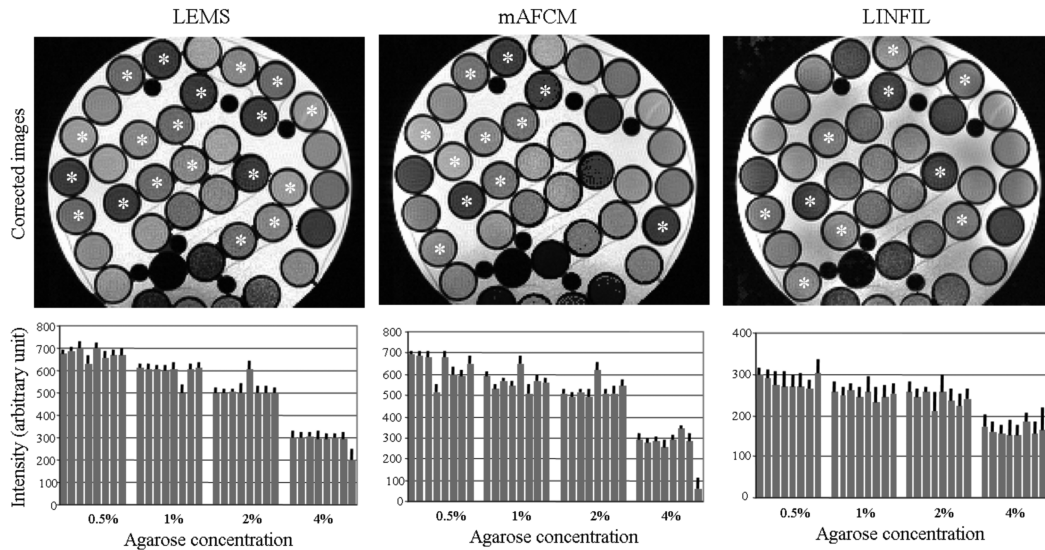 LEMS
mAFCM
LINFIL
Corrected images
* * * * * * * * * * * * * * * * * * *
* * * * * * * * * * *
* * * * * * * * * *
Intensity (arbitrary unit)
800
700
600
500
400
300
200
100
0
0.5% 1% 2% 4%
Agarose concentration
800
700
600
500
400
300
200
100
0
0.5% 1% 2% 4%
Agarose concentration
400
300
200
100
0
0.5% 1% 2% 4%
Agarose concentration